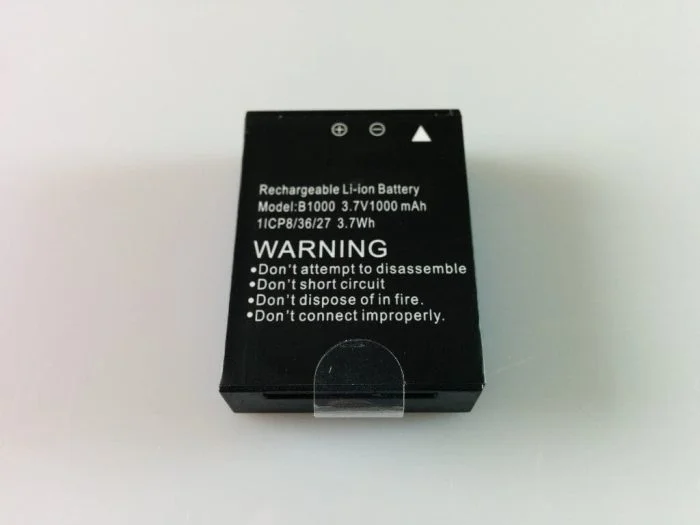 ⊕ ⊖
Rechargeable Li-ion Battery
Model:B1000 3.7V1000 mAh
1ICP8/36/27 3.7Wh
WARNING
•Don't attempt to disassemble
•Don't short circuit
•Don't dispose of in fire.
•Don't connect improperly.